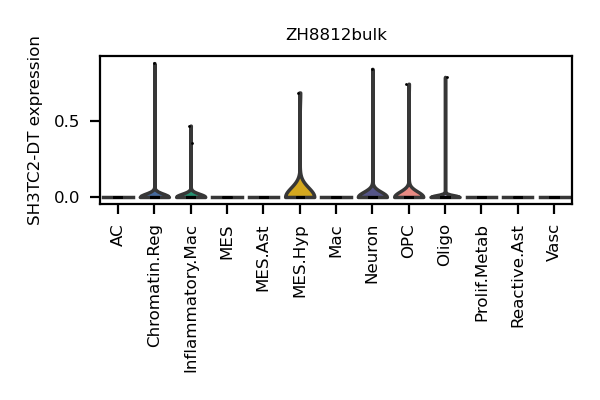 ZH8812bulk
SH3TC2-DT expression
0.5
0.0
AC
Chromatin.Reg
Inflammatory.Mac
MES
MES.Ast
MES.Hyp
Mac
Neuron
OPC
Oligo
Prolif.Metab
Reactive.Ast
Vasc